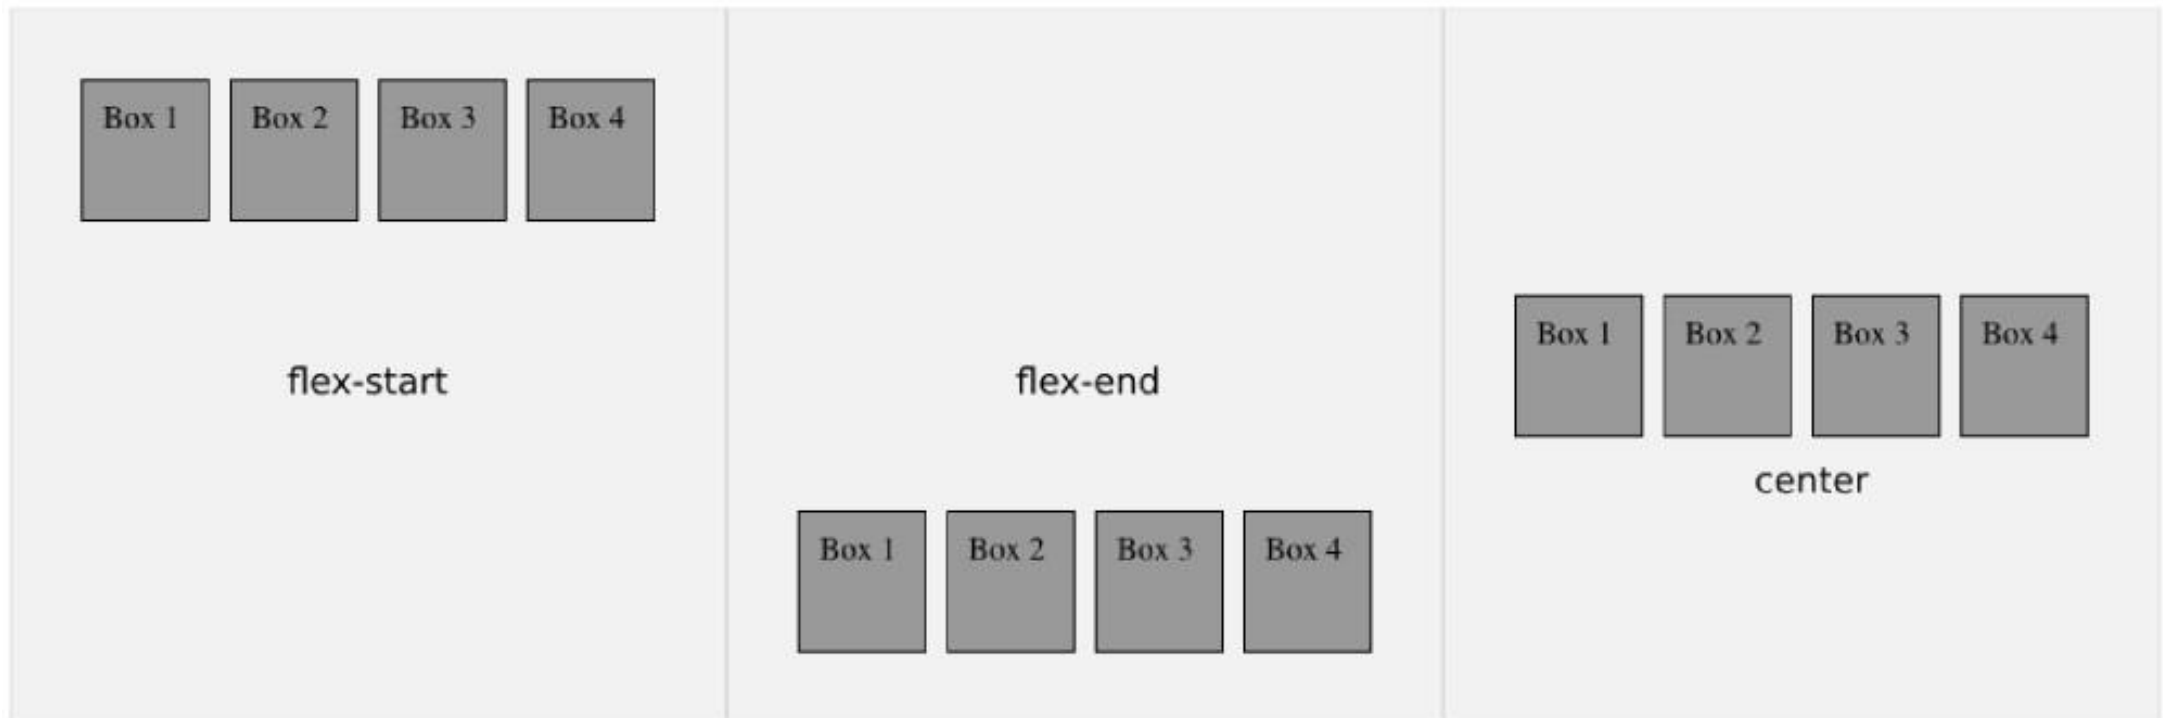 Box 1 Box 2 Box 3 Box 4
flex-start
flex-end
Box 1 Box 2 Box 3 Box 4
Box 1 Box 2 Box 3 Box 4
center